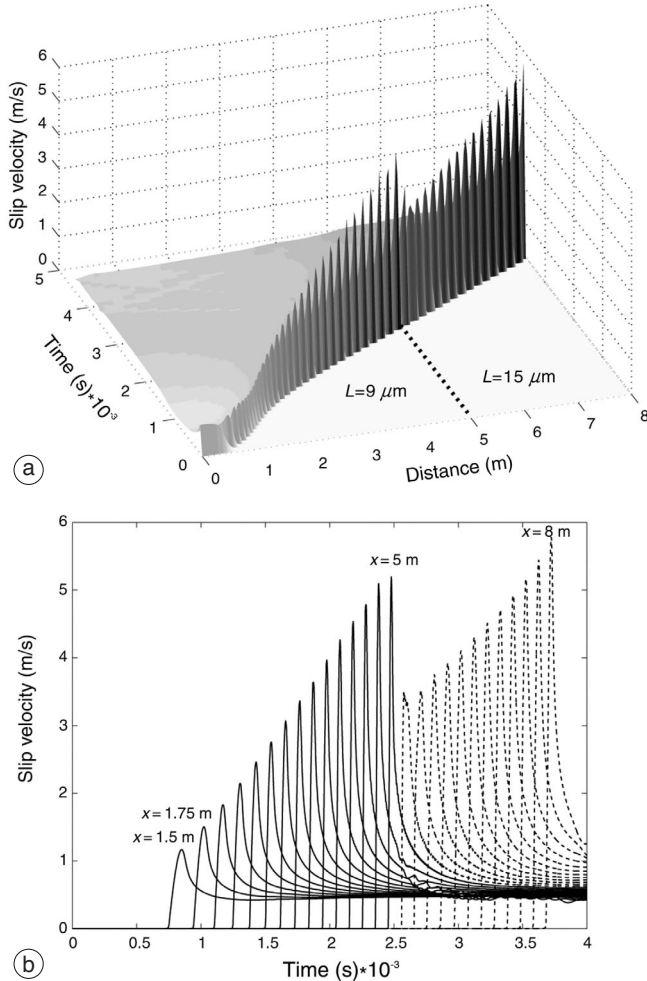 6
5
4
3
2
1
0
Slip velocity (m/s)
5
4
3
2
1
0
Time (s)*10-3
0
1
2
3
4
5
6
7
8
Distance (m)
L=9 μm
L=15 μm
a
6
5
4
3
2
1
0
Slip velocity (m/s)
x= 5 m
x= 8 m
x= 1.75 m
x= 1.5 m
0 0.5 1 1.5 2 2.5 3 3.5 4
Time (s)*10-3
b